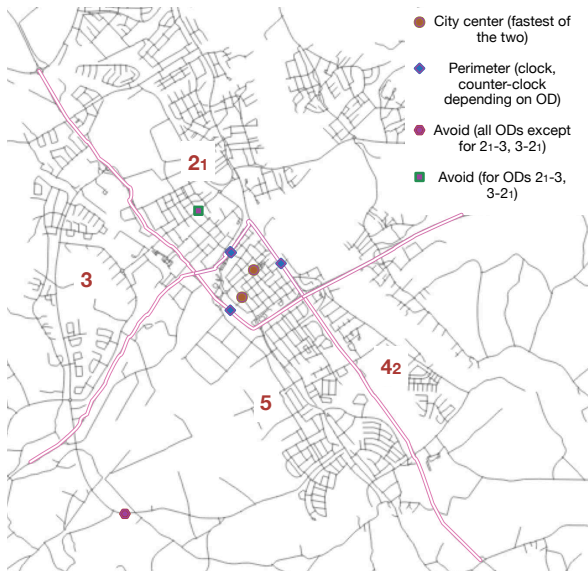 City center (fastest of
the two)
Perimeter (clock,
counter-clock
depending on OD)
Avoid (all ODs except
for 21-3, 3-21)
Avoid (for ODs 21-3,
3-21)
21
3
42
5